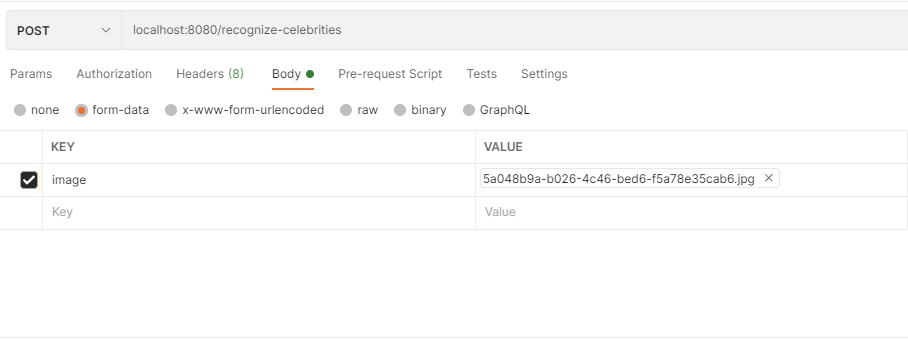 POST localhost:8080/recognize-celebrities
Params Authorization Headers (8) Body Pre-request Script Tests Settings
none form-data x-www-form-urlencoded raw binary GraphQL
KEY VALUE
image 5a048b9a-b026-4c46-bed6-f5a78e35cab6.jpg
Key Value